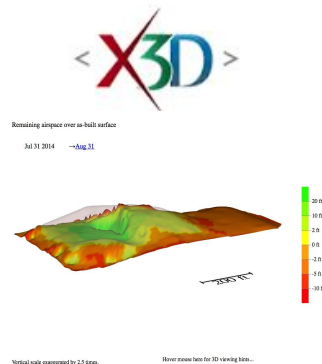 < X3D >
Remaining airspace over as-built surface
Jul 31 2014 →Aug 31
20 ft
10 ft
2 ft
0
-2 ft
-5 ft
-10 ft
200 ft
Vertical scale exaggerated by 2.5 times.
Hover mouse here for 3D viewing hints...